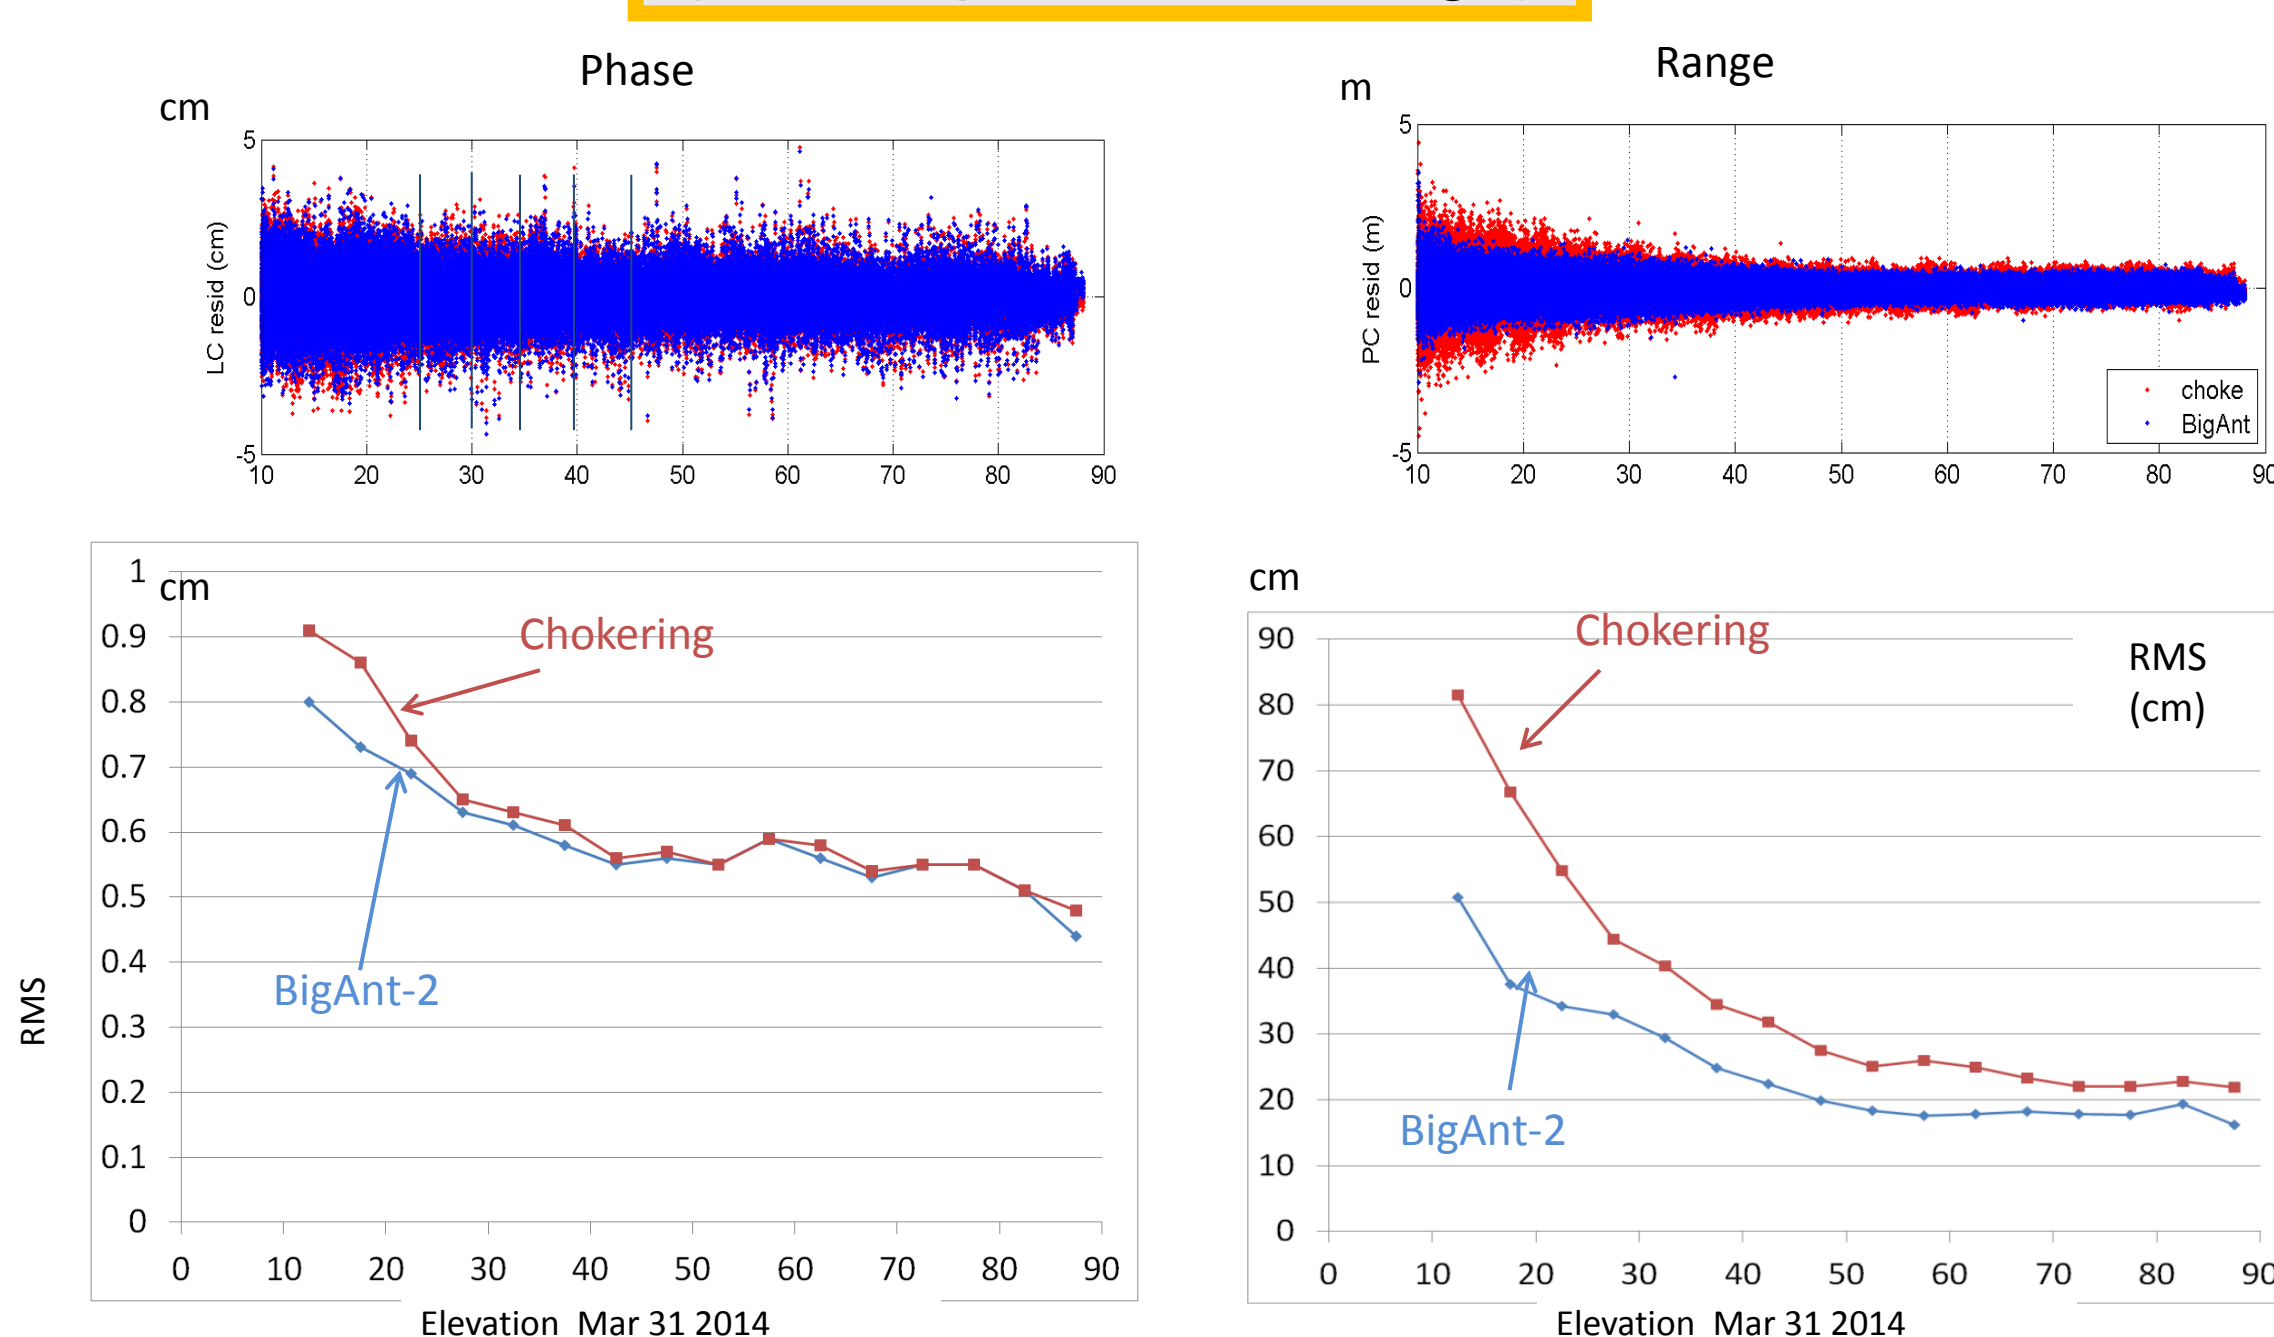 Phase
cm
5
0
-5
LC resid (cm)
10 20 30 40 50 60 70 80 90
Range
m
5
0
-5
PC resid (m)
choke
BigAnt
10 20 30 40 50 60 70 80 90
cm
1
0.9
0.8
0.7
0.6
0.5
0.4
0.3
0.2
0.1
0
RMS
Chokering
BigAnt-2
0 10 20 30 40 50 60 70 80 90
Elevation Mar 31 2014
cm
90
80
70
60
50
40
30
20
10
0
Chokering
RMS
(cm)
BigAnt-2
0 10 20 30 40 50 60 70 80 90
Elevation Mar 31 2014